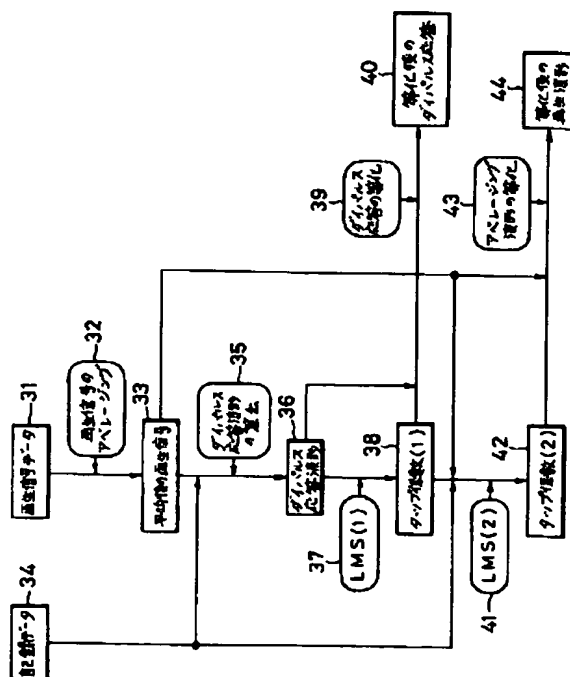 31
再生信号データ
32
再生信号の
アベレージング
33
平均値の再生信号
34
記録データ
35
ダイパルス
応答波形
の算出
36
ダイパルス
応答波形
37
LMS(1)
38
タップ係数(1)
39
ダイパルス
応答の等化
40
等化後の
ダイパルス応答
41
LMS(2)
42
タップ係数(2)
43
アベレージング
波形の等化
44
等化後の
再生波形